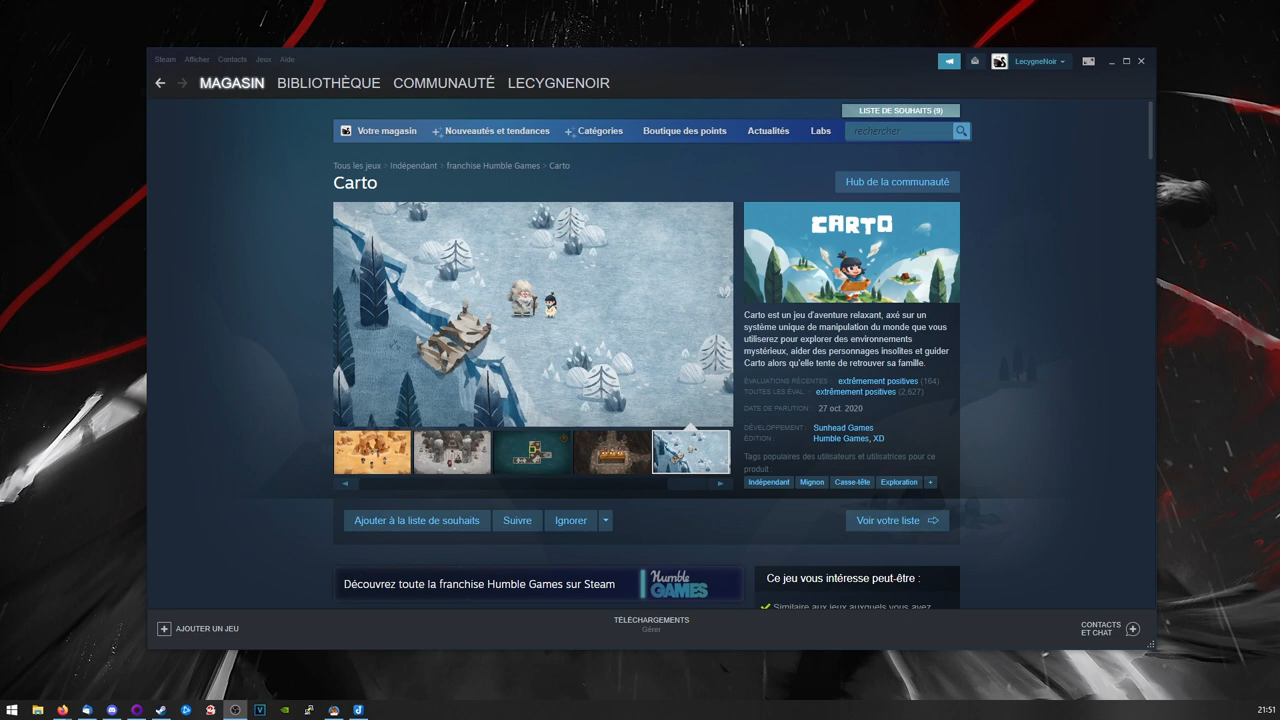 Steam Afficher Contacts Jeux Aide
LecygneNoir
MAGASIN BIBLIOTHÈQUE COMMUNAUTÉ LECYGNENOIR
LISTE DE SOUHAITS (9)
Votre magasin Nouveautés et tendances Catégories Boutique des points Actualités Labs rechercher
Tous les jeux > Indépendant > franchise Humble Games > Carto
Carto
Hub de la communauté
CARTO
Carto est un jeu d'aventure relaxant, axé sur un
système unique de manipulation du monde que vous
utiliserez pour explorer des environnements
mystérieux, aider des personnages insolites et guider
Carto alors qu'elle tente de retrouver sa famille.
ÉVALUATIONS RÉCENTES : extrêmement positives (164)
TOUTES LES ÉVAL. : extrêmement positives (2,627)
DATE DE PARUTION : 27 oct. 2020
DÉVELOPPEMENT : Sunhead Games
ÉDITION : Humble Games, XD
Tags populaires des utilisateurs et utilisatrices pour ce
produit :
Indépendant Mignon Casse-tête Exploration +
Ajouter à la liste de souhaits Suivre Ignorer
Voir votre liste
Découvrez toute la franchise Humble Games sur Steam
Humble
GAMES
Ce jeu vous intéresse peut-être :
Similaire aux jeux auxquels vous avez
AJOUTER UN JEU
TÉLÉCHARGEMENTS
Gérer
CONTACTS
ET CHAT
21:51